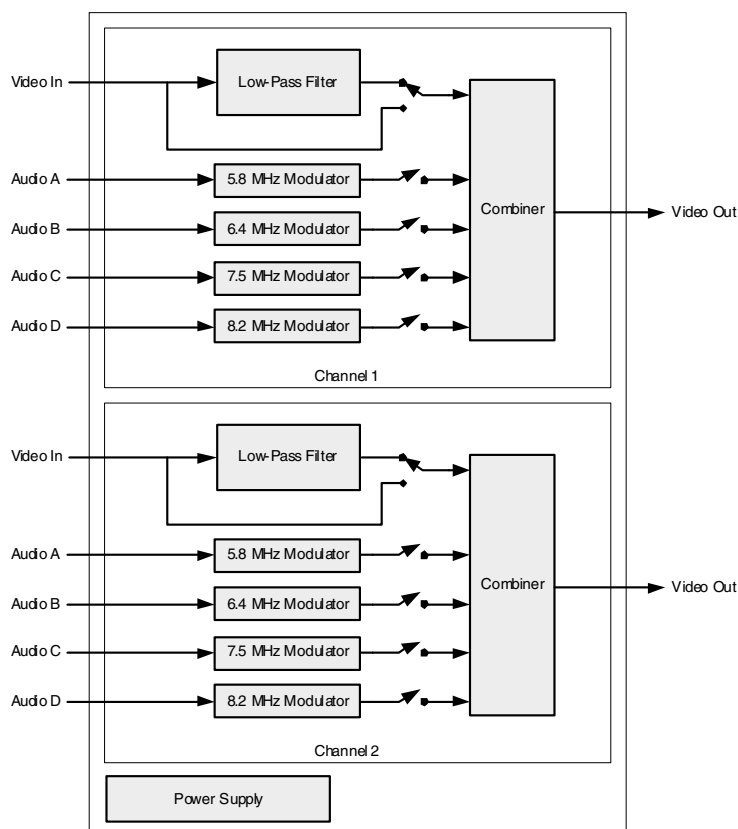 Video In
Low-Pass Filter
Audio A
5.8 MHz Modulator
Audio B
6.4 MHz Modulator
Combiner
Video Out
Audio C
7.5 MHz Modulator
Audio D
8.2 MHz Modulator
Channel 1
Video In
Low-Pass Filter
Audio A
5.8 MHz Modulator
Audio B
6.4 MHz Modulator
Combiner
Video Out
Audio C
7.5 MHz Modulator
Audio D
8.2 MHz Modulator
Channel 2
Power Supply